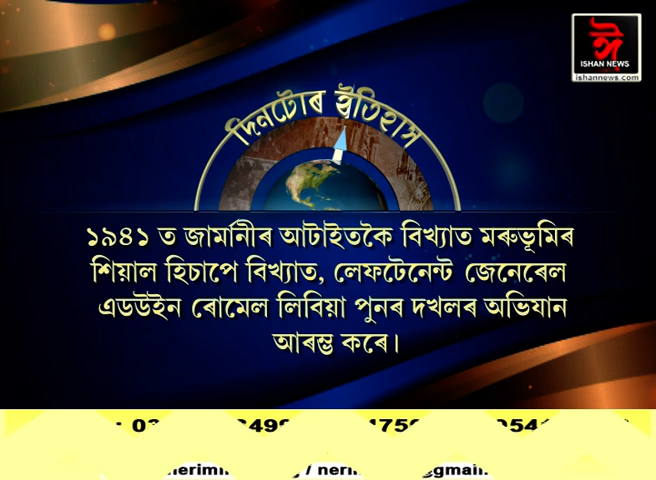 ঈ
ISHAN NEWS
ishannews.com
দিনটোৰ ইতিহাস
১৯৪১ ত জাৰ্মানীৰ আটাইতকৈ বিখ্যাত মৰুভূমিৰ
শিয়াল হিচাপে বিখ্যাত, লেফটেনেন্ট জেনেৰেল
এডউইন ৰোমেল লিবিয়া পুনৰ দখলৰ অভিযান
আৰম্ভ কৰে।